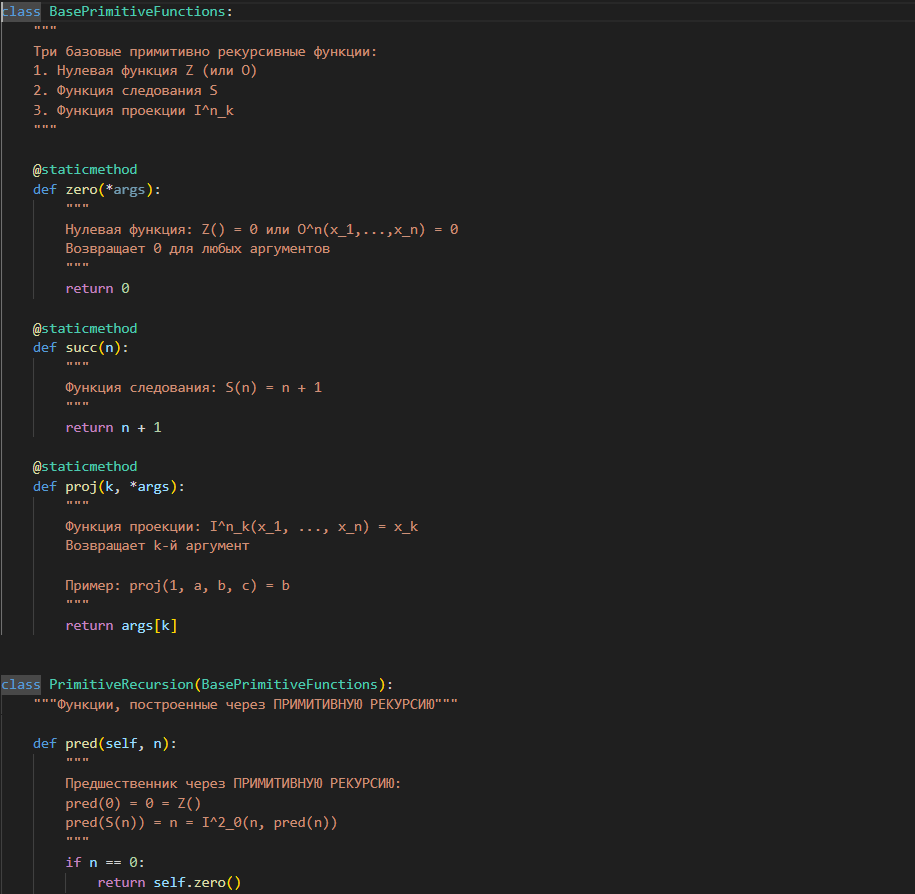 class BasePrimitiveFunctions:
"""
Три базовые примитивно рекурсивные функции:
1. Нулевая функция Z (или O)
2. Функция следования S
3. Функция проекции I^n_k
"""
@staticmethod
def zero(*args):
"""
Нулевая функция: Z() = 0 или O^n(x_1,...,x_n) = 0
Возвращает 0 для любых аргументов
"""
return 0
@staticmethod
def succ(n):
"""
Функция следования: S(n) = n + 1
"""
return n + 1
@staticmethod
def proj(k, *args):
"""
Функция проекции: I^n_k(x_1, ..., x_n) = x_k
Возвращает k-й аргумент
Пример: proj(1, a, b, c) = b
"""
return args[k]
class PrimitiveRecursion(BasePrimitiveFunctions):
"""Функции, построенные через ПРИМИТИВНУЮ РЕКУРСИЮ"""
def pred(self, n):
"""
Предшественник через ПРИМИТИВНУЮ РЕКУРСИЮ:
pred(0) = 0 = Z()
pred(S(n)) = n = I^2_0(n, pred(n))
"""
if n == 0:
return self.zero()